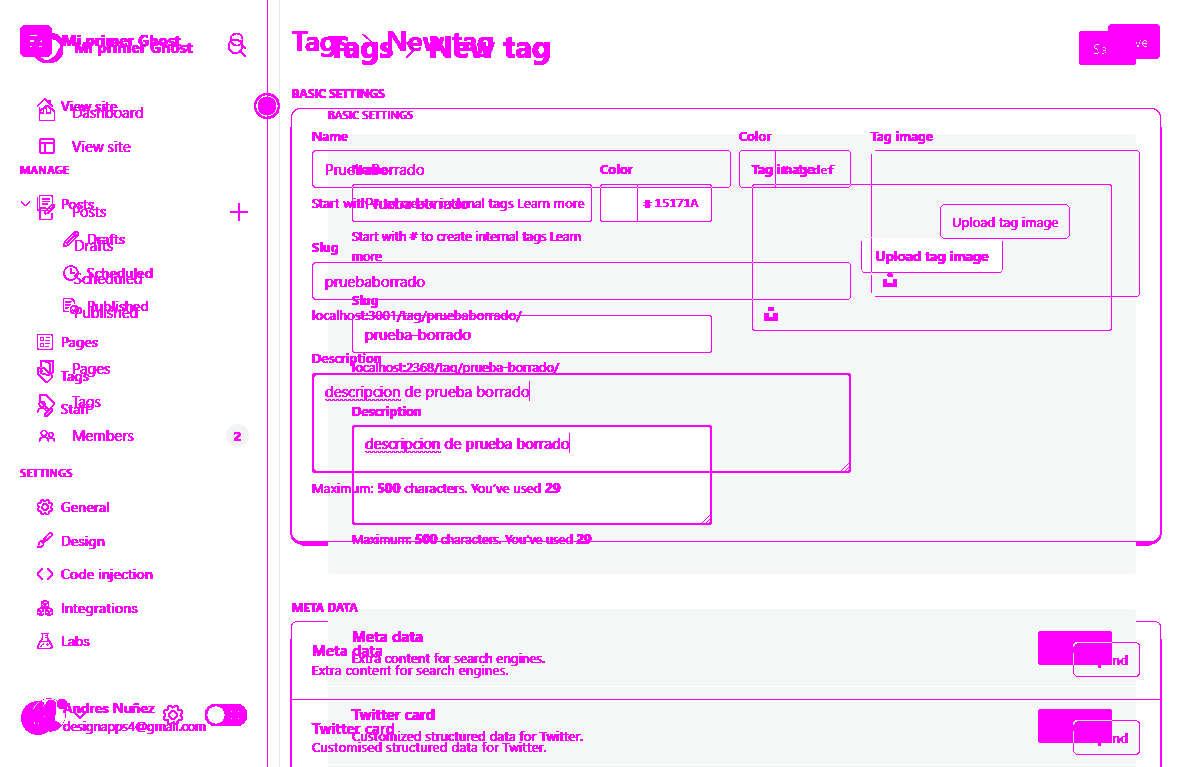 Mi primer Ghost
Mi primer Ghost
Tags > New tag
Tags > New tag
View site
Dashboard
View site
MANAGE
Posts
Posts
Drafts
Drafts
Scheduled
Scheduled
Published
Published
Pages
Pages
Tags
Tags
Staff
Members
2
SETTINGS
General
Design
Code injection
Integrations
Labs
Andres Nuñez
designapps4@gmail.com
BASIC SETTINGS
BASIC SETTINGS
Name
Color
Tag image
Color
Tag image
Prueba borrado
# 15171A
Start with # to create internal tags Learn more
Upload tag image
Start with # to create internal tags Learn
more
Slug
Upload tag image
pruebaborrado
Slug
localhost:3001/tag/pruebaborrado/
prueba-borrado
Description
localhost:2368/tag/prueba-borrado/
descripcion de prueba borrado
Description
descripcion de prueba borrado
Maximum: 500 characters. You've used 29
Maximum: 500 characters. You've used 29
META DATA
Meta data
Meta data
Extra content for search engines.
Extra content for search engines.
Twitter card
Twitter card
Customized structured data for Twitter.
Customised structured data for Twitter.